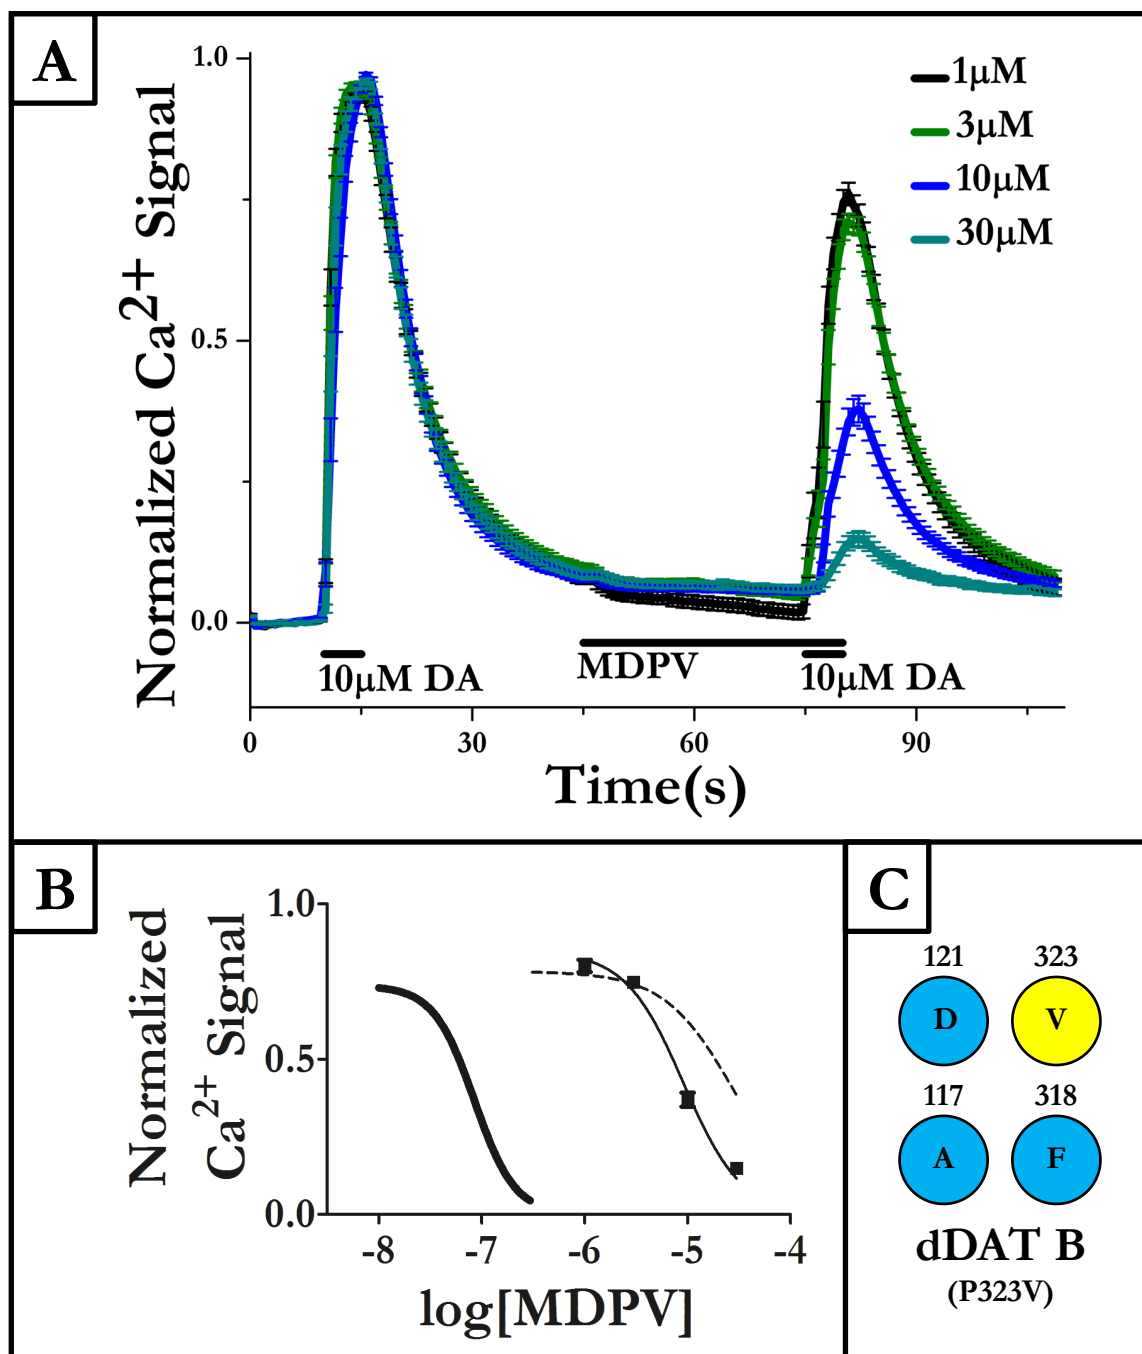 A
Normalized Ca2+ Signal
1.0
0.5
0.0
1μM
3μM
10μM
30μM
MDPV
10μM DA
10μM DA
0
30
60
90
Time(s)
B
Normalized
Ca2+ Signal
1.0
0.5
0.0
-8
-7
-6
-5
-4
log[MDPV]
C
121
323
D
V
117
318
A
F
dDAT B
(P323V)